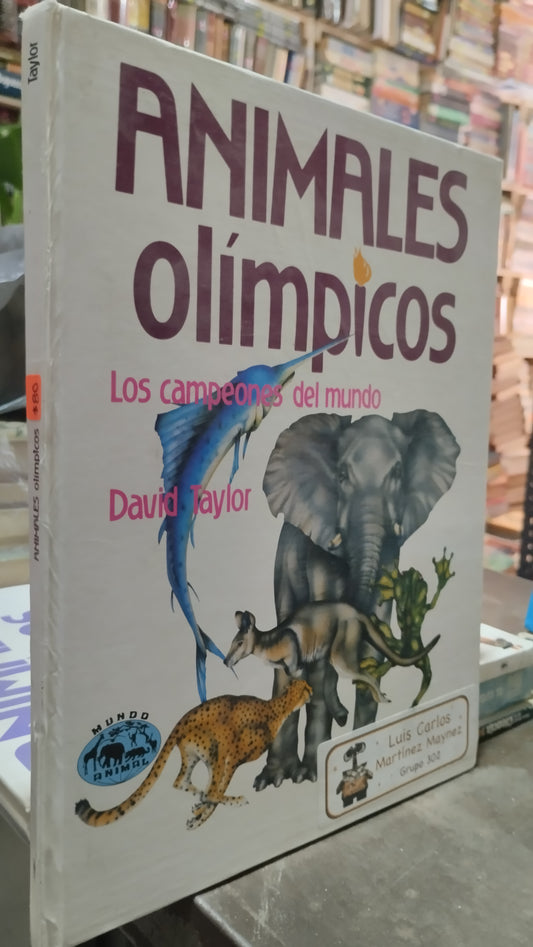 Taylor
ANIMALES olímpicos
$80
ANIMALES
olímpicos
Los campeones del mundo
David Taylor
MUNDO
ANIMAL
Luis Carlos
Martínez Maynez
Grupo 302